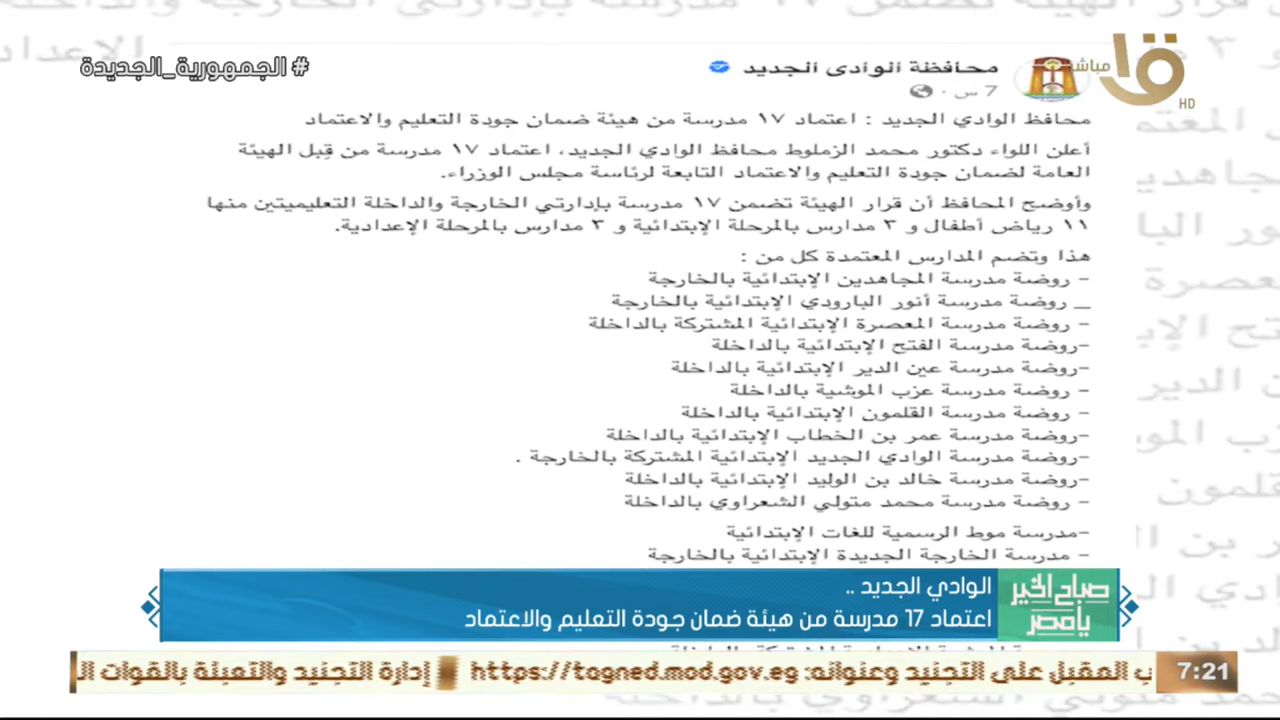 # الجمهورية_الجديدة
مباشر
HD
محافظة الوادى الجديد
7 س ·
محافظ الوادي الجديد : اعتماد ١٧ مدرسة من هيئة ضمان جودة التعليم والاعتماد
أعلن اللواء دكتور محمد الزملوط محافظ الوادي الجديد، اعتماد ١٧ مدرسة من قِبل الهيئة
العامة لضمان جودة التعليم والاعتماد التابعة لرئاسة مجلس الوزراء.
وأوضح المحافظ أن قرار الهيئة تضمن ١٧ مدرسة بإدارتي الخارجة والداخلة التعليميتين منها
١١ رياض أطفال و ٣ مدارس بالمرحلة الإبتدائية و ٣ مدارس بالمرحلة الإعدادية.
هذا وتضم المدارس المعتمدة كل من :
- روضة مدرسة المجاهدين الإبتدائية بالخارجة
_ روضة مدرسة أنور البارودي الإبتدائية بالخارجة
- روضة مدرسة المعصرة الإبتدائية المشتركة بالداخلة
-روضة مدرسة الفتح الإبتدائية بالداخلة
-روضة مدرسة عين الدير الإبتدائية بالداخلة
- روضة مدرسة عزب الموشية بالداخلة
- روضة مدرسة القلمون الإبتدائية بالداخلة
-روضة مدرسة عمر بن الخطاب الإبتدائية بالداخلة
-روضة مدرسة الوادي الجديد الإبتدائية المشتركة بالخارجة .
-روضة مدرسة خالد بن الوليد الإبتدائية بالداخلة
- روضة مدرسة محمد متولي الشعراوي بالداخلة
-مدرسة موط الرسمية للغات الإبتدائية
- مدرسة الخارجة الجديدة الإبتدائية بالخارجة
صباح الخير
يا مصر
الوادي الجديد ..
اعتماد 17 مدرسة من هيئة ضمان جودة التعليم والاعتماد
7:21
المقبل على التجنيد وعنوانه: https://tagned.mod.gov.eg إدارة التجنيد والتعبئة بالقوات